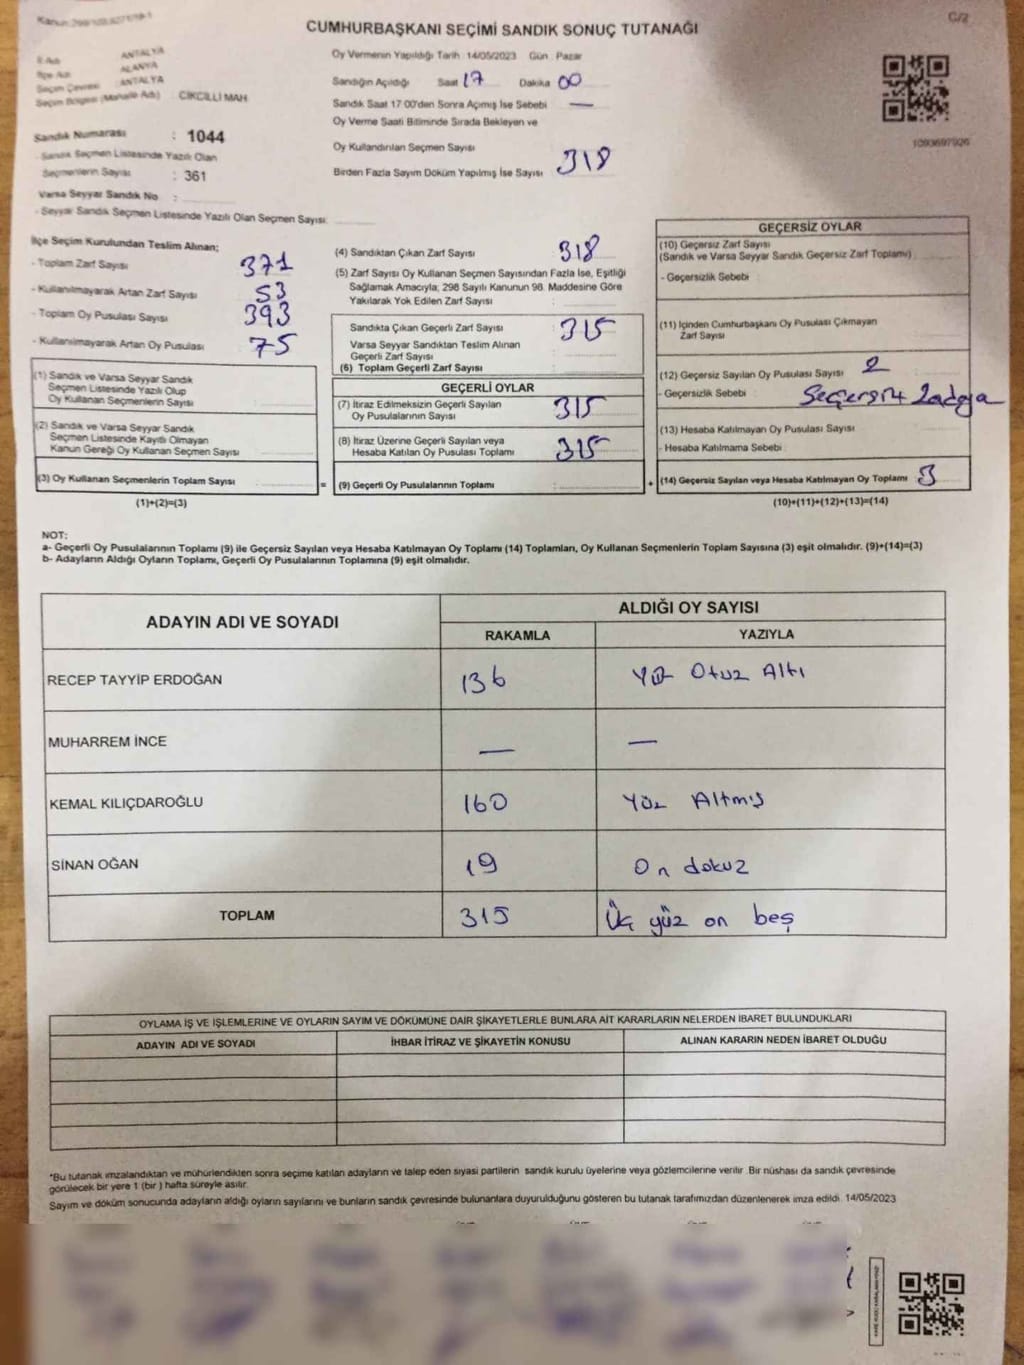 CUMHURBAŞKANI SEÇİMİ SANDIK SONUÇ TUTANAĞI
C/2
İl Adı ANTALYA
İlçe Adı ALANYA
Seçim Çevresi ANTALYA
Seçim Bölgesi (Mahalle Adı) CİKCİLLİ MAH
Oy Vermenin Yapıldığı Tarih 14/05/2023 Gün Pazar
Sandığın Açıldığı Saat 17 Dakika 00
Sandık Saat 17 00'den Sonra Açımış İse Sebebi —
Oy Verme Saati Bitiminde Sırada Bekleyen ve
Oy Kullandırılan Seçmen Sayısı
Birden Fazla Sayım Döküm Yapılmış İse Sayısı 318
Sandık Numarası : 1044
- Sandık Seçmen Listesinde Yazılı Olan
Seçmenlerin Sayısı : 361
Varsa Seyyar Sandık No :
- Seyyar Sandık Seçmen Listesinde Yazılı Olan Seçmen Sayısı:
İlçe Seçim Kurulundan Teslim Alınan;
- Toplam Zarf Sayısı 371
- Kullanılmayarak Artan Zarf Sayısı 53
- Toplam Oy Pusulası Sayısı 393
- Kullanılmayarak Artan Oy Pusulası 75
(1) Sandık ve Varsa Seyyar Sandık
Seçmen Listesinde Yazılı Olup
Oy Kullanan Seçmenlerin Sayısı
(2) Sandık ve Varsa Seyyar Sandık
Seçmen Listesinde Kayıtlı Olmayan
Kanun Gereği Oy Kullanan Seçmen Sayısı
(3) Oy Kullanan Seçmenlerin Toplam Sayısı =
(1)+(2)=(3)
(4) Sandıktan Çıkan Zarf Sayısı 318
(5) Zarf Sayısı Oy Kullanan Seçmen Sayısından Fazla İse, Eşitliği
Sağlamak Amacıyla; 298 Sayılı Kanunun 98. Maddesine Göre
Yakılarak Yok Edilen Zarf Sayısı
Sandıkta Çıkan Geçerli Zarf Sayısı : 315
Varsa Seyyar Sandıktan Teslim Alınan
Geçerli Zarf Sayısı
(6) Toplam Geçerli Zarf Sayısı
GEÇERLİ OYLAR
(7) İtiraz Edilmeksizin Geçerli Sayılan
Oy Pusulalarının Sayısı 315
(8) İtiraz Üzerine Geçerli Sayılan veya
Hesaba Katılan Oy Pusulası Toplamı 315
(9) Geçerli Oy Pusulalarının Toplamı : +
GEÇERSİZ OYLAR
(10) Geçersiz Zarf Sayısı
(Sandık ve Varsa Seyyar Sandık Geçersiz Zarf Toplamı)
- Geçersizlik Sebebi
(11) İçinden Cumhurbaşkanı Oy Pusulası Çıkmayan
Zarf Sayısı
(12) Geçersiz Sayılan Oy Pusulası Sayısı 2
- Geçersizlik Sebebi
(13) Hesaba Katılmayan Oy Pusulası Sayısı
- Hesaba Katılmama Sebebi
(14) Geçersiz Sayılan veya Hesaba Katılmayan Oy Toplamı 3
(10)+(11)+(12)+(13)=(14)
NOT:
a- Geçerli Oy Pusulalarının Toplamı (9) ile Geçersiz Sayılan veya Hesaba Katılmayan Oy Toplamı (14) Toplamları, Oy Kullanan Seçmenlerin Toplam Sayısına (3) eşit olmalıdır. (9)+(14)=(3)
b- Adayların Aldığı Oyların Toplamı, Geçerli Oy Pusulalarının Toplamına (9) eşit olmalıdır.
ADAYIN ADI VE SOYADI
ALDIĞI OY SAYISI
RAKAMLA YAZIYLA
RECEP TAYYİP ERDOĞAN 136 Yüz Otuz Altı
MUHARREM İNCE — —
KEMAL KILIÇDAROĞLU 160 Yüz Altmış
SİNAN OĞAN 19 On dokuz
TOPLAM 315 Üç yüz on beş
OYLAMA İŞ VE İŞLEMLERİNE VE OYLARIN SAYIM VE DÖKÜMÜNE DAİR ŞİKAYETLERLE BUNLARA AİT KARARLARIN NELERDEN İBARET BULUNDUKLARI
ADAYIN ADI VE SOYADI İHBAR İTİRAZ VE ŞİKAYETİN KONUSU ALINAN KARARIN NEDEN İBARET OLDUĞU
*Bu tutanak imzalandıktan ve mühürlendikten sonra seçime katılan adayların ve talep eden siyasi partilerin sandık kurulu üyelerine veya gözlemcilerine verilir. Bir nüshası da sandık çevresinde
görülecek bir yere 1 (bir ) hafta süreyle asılır.
Sayım ve döküm sonucunda adayların aldığı oyların sayılarını ve bunların sandık çevresinde bulunanlara duyurulduğunu gösteren bu tutanak tarafımızdan düzenlenerek imza edildi. 14/05/2023